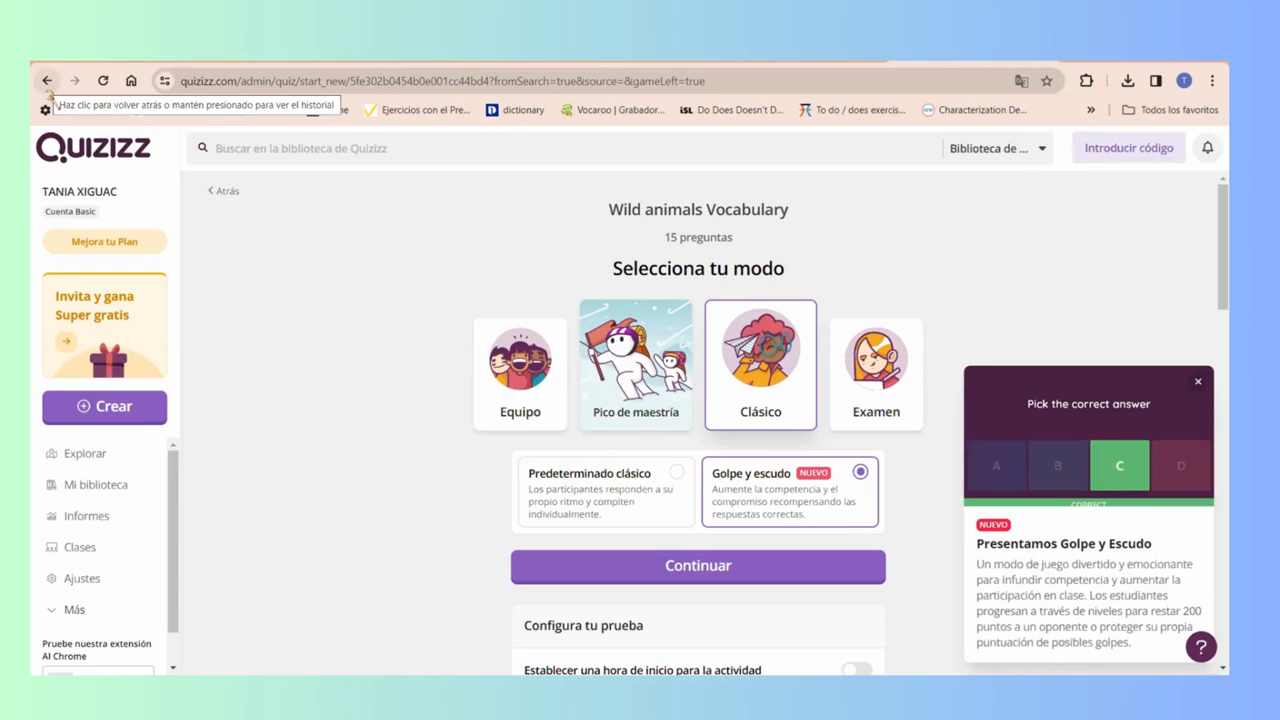 quizizz.com/admin/quiz/start_new/5fe302b0454b0e001cc44bd4?fromSearch=true&source=&gameLeft=true
T
Haz clic para volver atrás o mantén presionado para ver el historial
Ejercicios con el Pre...
dictionary
Vocaroo | Grabador...
iSL Do Does Doesn't D...
To do / does exercis...
Characterization De...
»
Todos los favoritos
QUIZIZZ
Buscar en la biblioteca de Quizizz
Biblioteca de ...
Introducir código
TANIA XIGUAC
Cuenta Basic
Mejora tu Plan
Invita y gana
Super gratis
Crear
Explorar
Mi biblioteca
Informes
Clases
Ajustes
Más
Pruebe nuestra extensión
AI Chrome
< Atrás
Wild animals Vocabulary
15 preguntas
Selecciona tu modo
Equipo
Pico de maestría
Clásico
Examen
Predeterminado clásico
Los participantes responden a su
propio ritmo y compiten
individualmente.
Golpe y escudo NUEVO
Aumente la competencia y el
compromiso recompensando las
respuestas correctas.
Continuar
Configura tu prueba
Establecer una hora de inicio para la actividad
Pick the correct answer
A B C D
CORRECT
NUEVO
Presentamos Golpe y Escudo
Un modo de juego divertido y emocionante
para infundir competencia y aumentar la
participación en clase. Los estudiantes
progresan a través de niveles para restar 200
puntos a un oponente o proteger su propia
puntuación de posibles golpes.
?